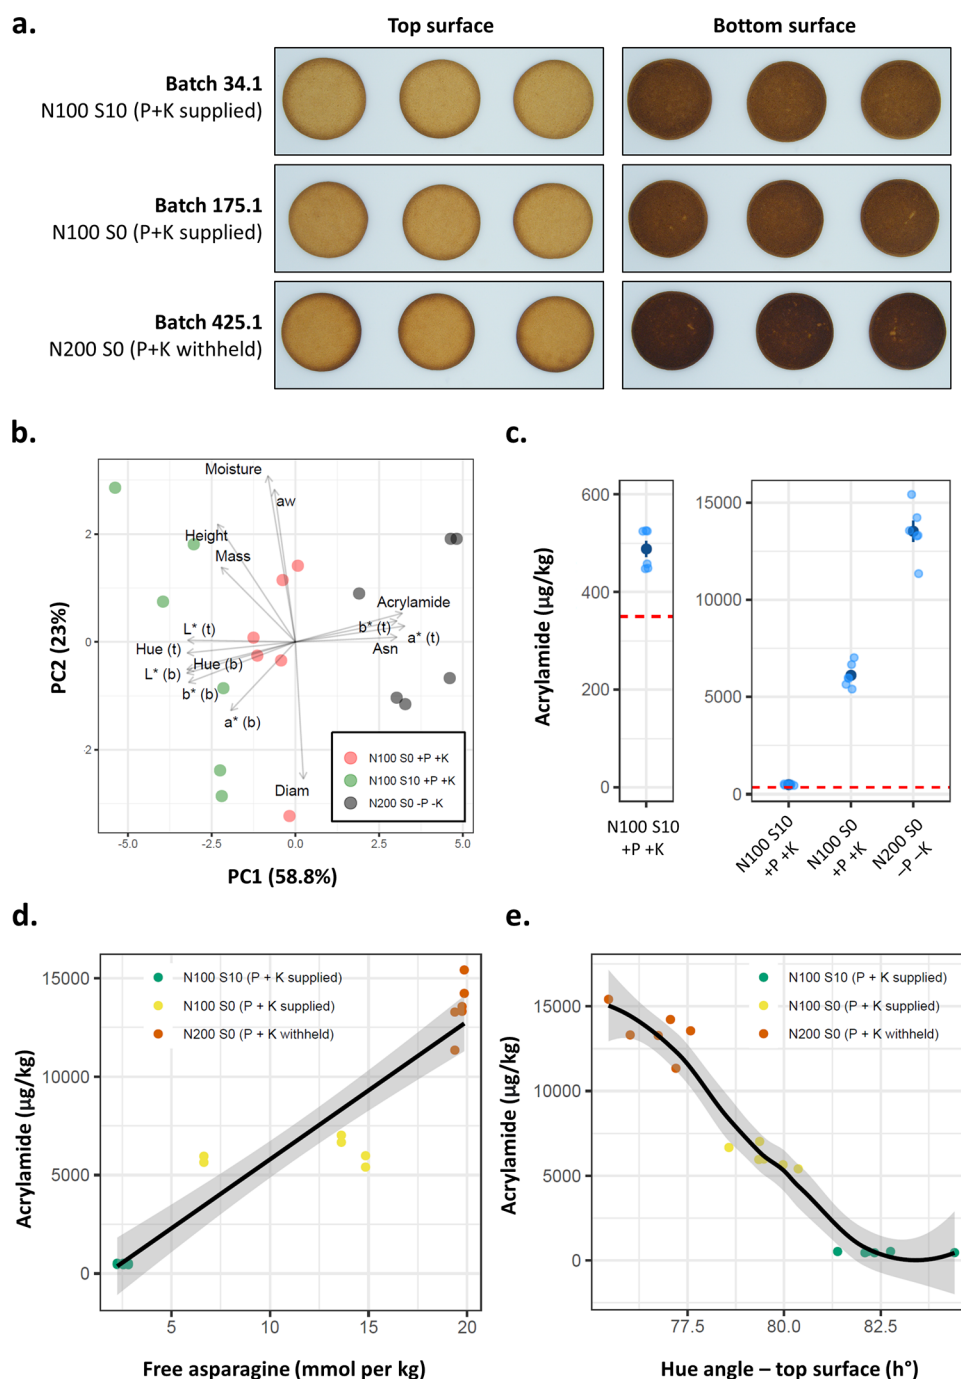 a.
Top surface
Bottom surface
Batch 34.1
N100 S10 (P+K supplied)
Batch 175.1
N100 S0 (P+K supplied)
Batch 425.1
N200 S0 (P+K withheld)
b.
Moisture
aw
Height
Mass
Acrylamide
b* (t)
a* (t)
Asn
L* (t)
Hue (t)
Hue (b)
L* (b)
b* (b)
a* (b)
Diam
N100 S0 +P +K
N100 S10 +P +K
N200 S0 -P -K
2
0
-2
-5.0
-2.5
0.0
2.5
5.0
PC2 (23%)
PC1 (58.8%)
c.
Acrylamide (µg/kg)
600
400
200
0
N100 S10
+P +K
15000
10000
5000
0
N100 S10
+P +K
N100 S0
+P +K
N200 S0
–P –K
d.
Acrylamide (µg/kg)
15000
10000
5000
0
N100 S10 (P + K supplied)
N100 S0 (P + K supplied)
N200 S0 (P + K withheld)
5
10
15
20
Free asparagine (mmol per kg)
e.
Acrylamide (µg/kg)
15000
10000
5000
0
N100 S10 (P + K supplied)
N100 S0 (P + K supplied)
N200 S0 (P + K withheld)
77.5
80.0
82.5
Hue angle – top surface (h°)